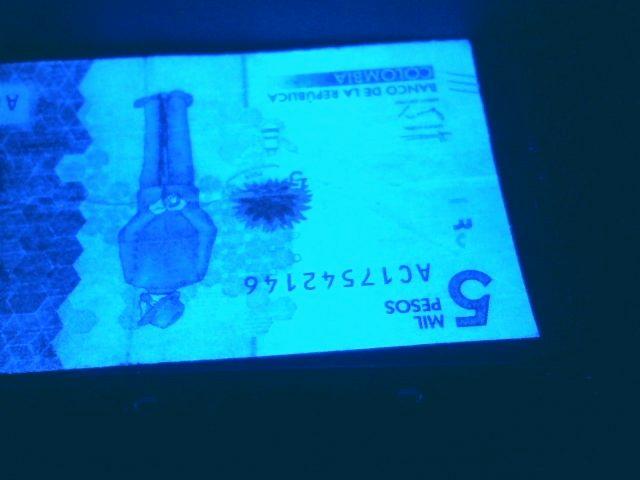 5
MIL
PESOS
AC17542146
BANCO DE LA REPÚBLICA
COLOMBIA